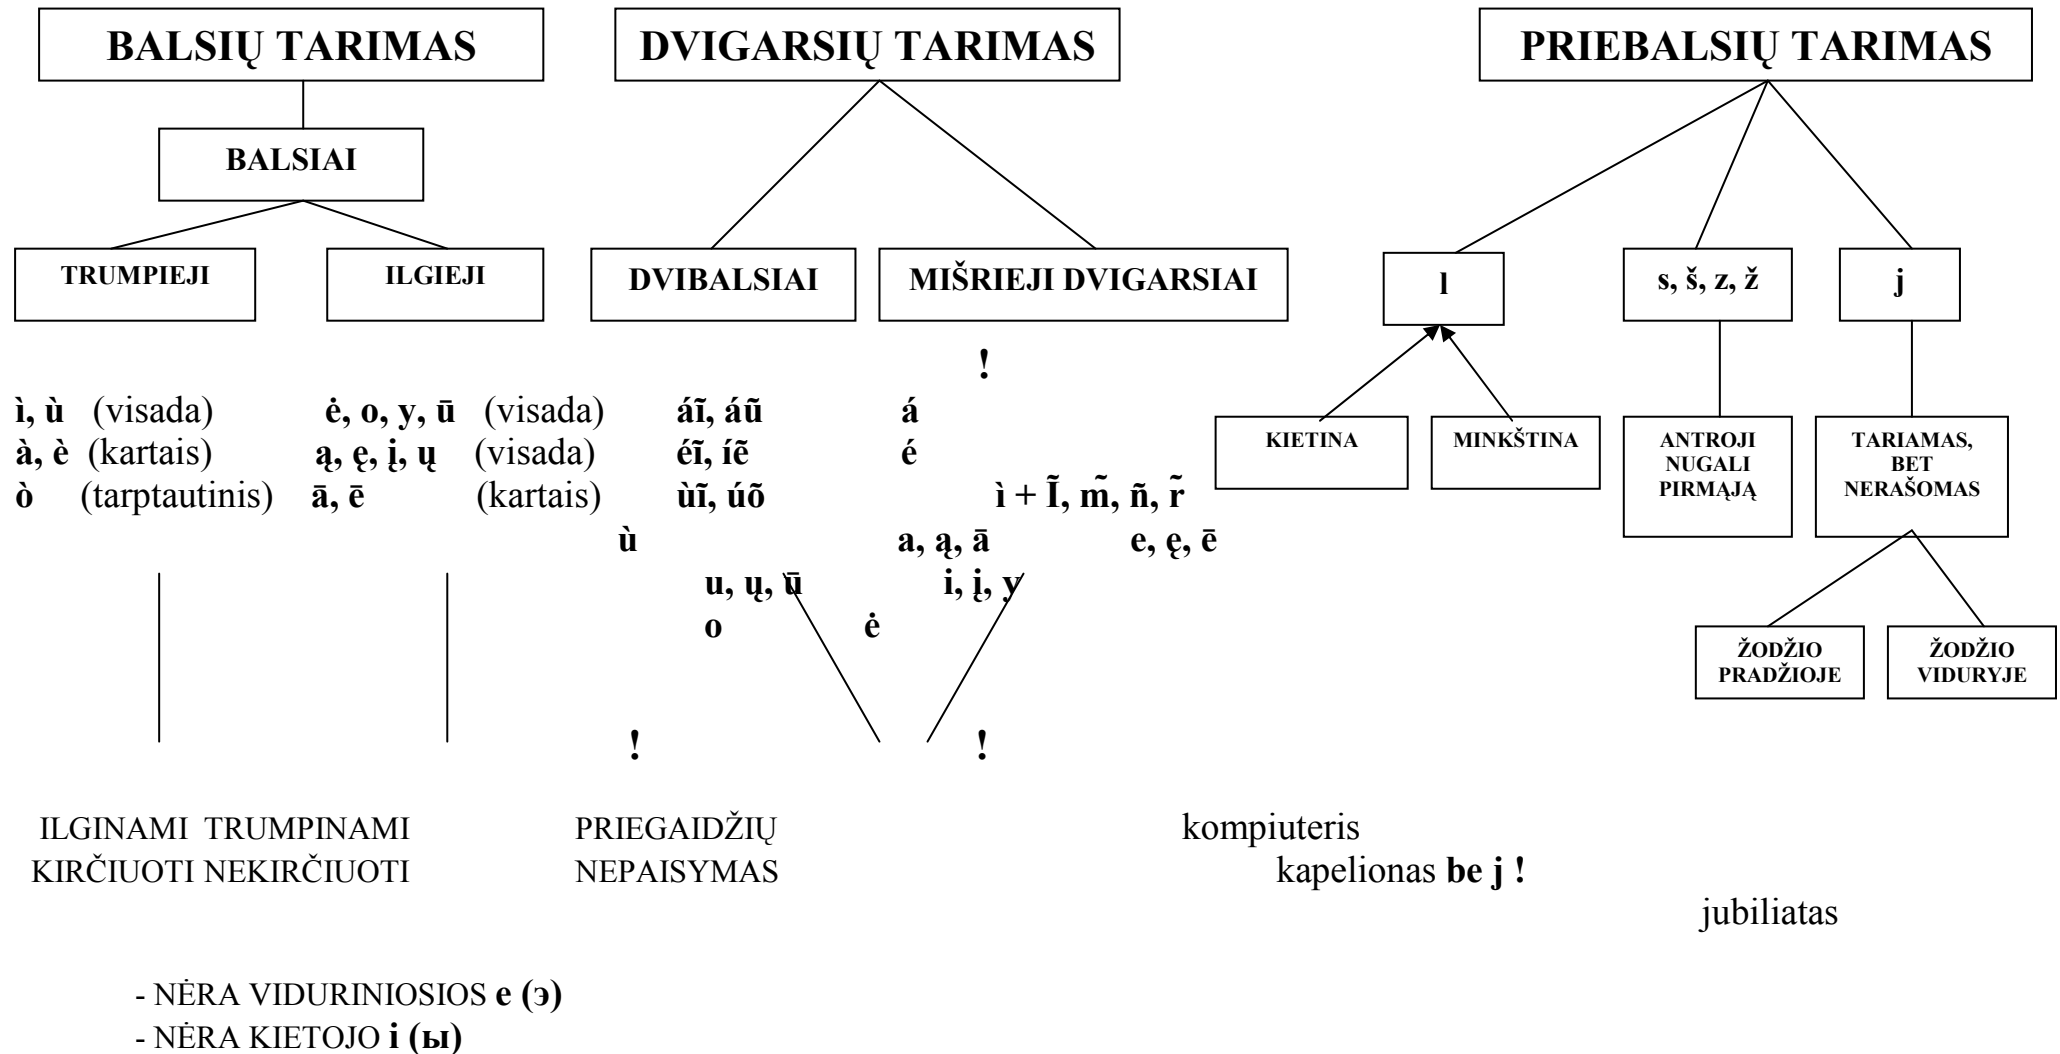 BALSIŲ TARIMAS DVIGARSIŲ TARIMAS PRIEBALSIŲ TARIMAS
BALSIAI
TRUMPIEJI ILGIEJI DVIBALSIAI MIŠRIEJI DVIGARSIAI l s, š, z, ž j
!
ì, ù (visada) ė, o, y, ū (visada) áĩ, áũ á
à, è (kartais) ą, ę, į, ų (visada) éĩ, íẽ é
ò (tarptautinis) ā, ē (kartais) ùĩ, úõ ì + l̃, m̃, ñ, r̃
ù a, ą, ā e, ę, ē
u, ų, ū i, į, y
o ė
KIETINA MINKŠTINA
ANTROJI
NUGALI
PIRMĄJĄ
TARIAMAS,
BET
NERAŠOMAS
ŽODŽIO
PRADŽIOJE
ŽODŽIO
VIDURYJE
! !
ILGINAMI TRUMPINAMI PRIEGAIDŽIŲ kompiuteris
KIRČIUOTI NEKIRČIUOTI NEPAISYMAS kapelionas be j !
jubiliatas
- NĖRA VIDURINIOSIOS e (э)
- NĖRA KIETOJO i (ы)